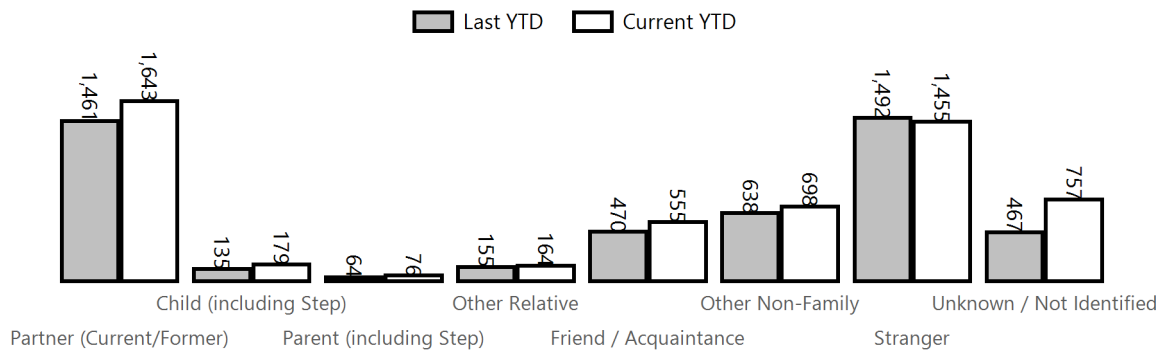 Last YTD Current YTD
1,461 1,643 135 179 64 76 155 164 470 555 638 698 1,492 1,455 467 757
Child (including Step) Other Relative Other Non-Family Unknown / Not Identified
Partner (Current/Former) Parent (including Step) Friend / Acquaintance Stranger